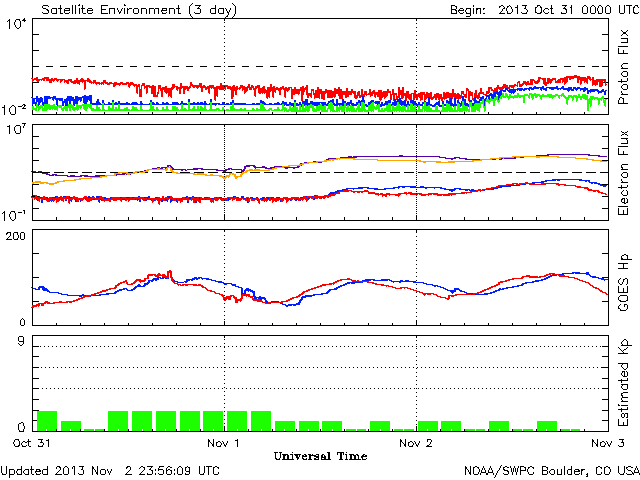 Satellite Environment (3 day) Begin: 2013 Oct 31 0000 UTC
10^4
10^-2
Proton Flux
10^7
10^-1
Electron Flux
200
100
0
GOES Hp
9
0
Estimated Kp
Oct 31 Nov 1 Nov 2 Nov 3
Universal Time
Updated 2013 Nov 2 23:56:09 UTC NOAA/SWPC Boulder, CO USA